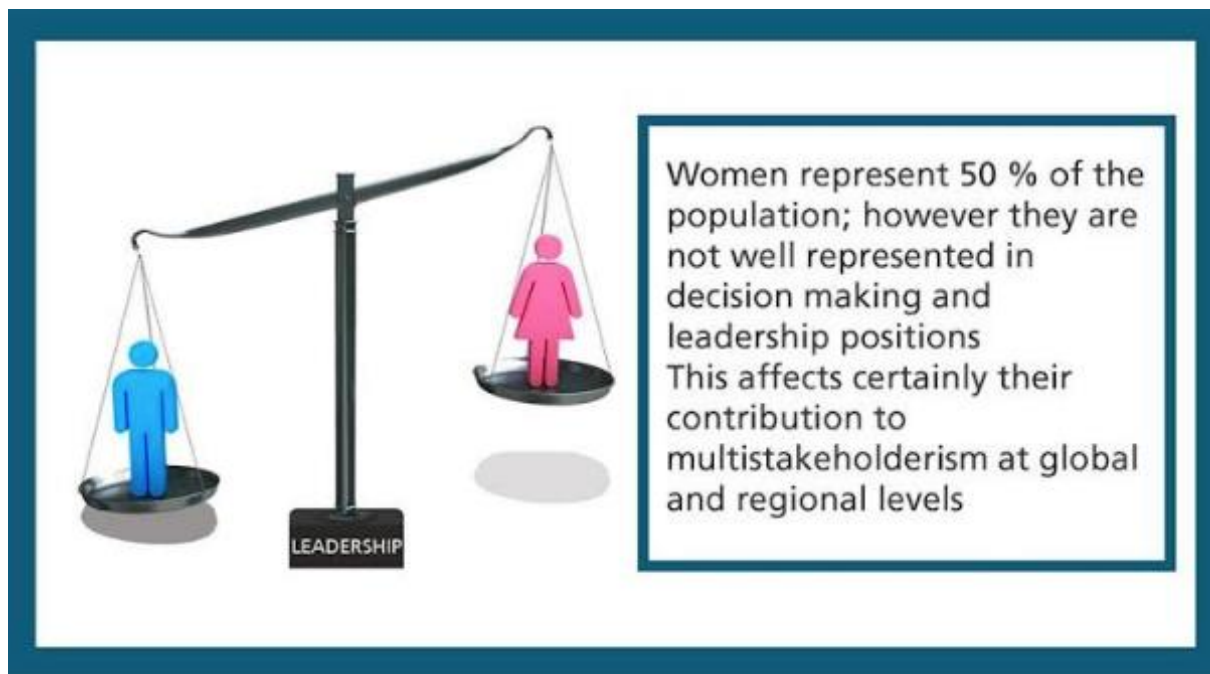 LEADERSHIP
Women represent 50 % of the
population; however they are
not well represented in
decision making and
leadership positions
This affects certainly their
contribution to
multistakeholderism at global
and regional levels